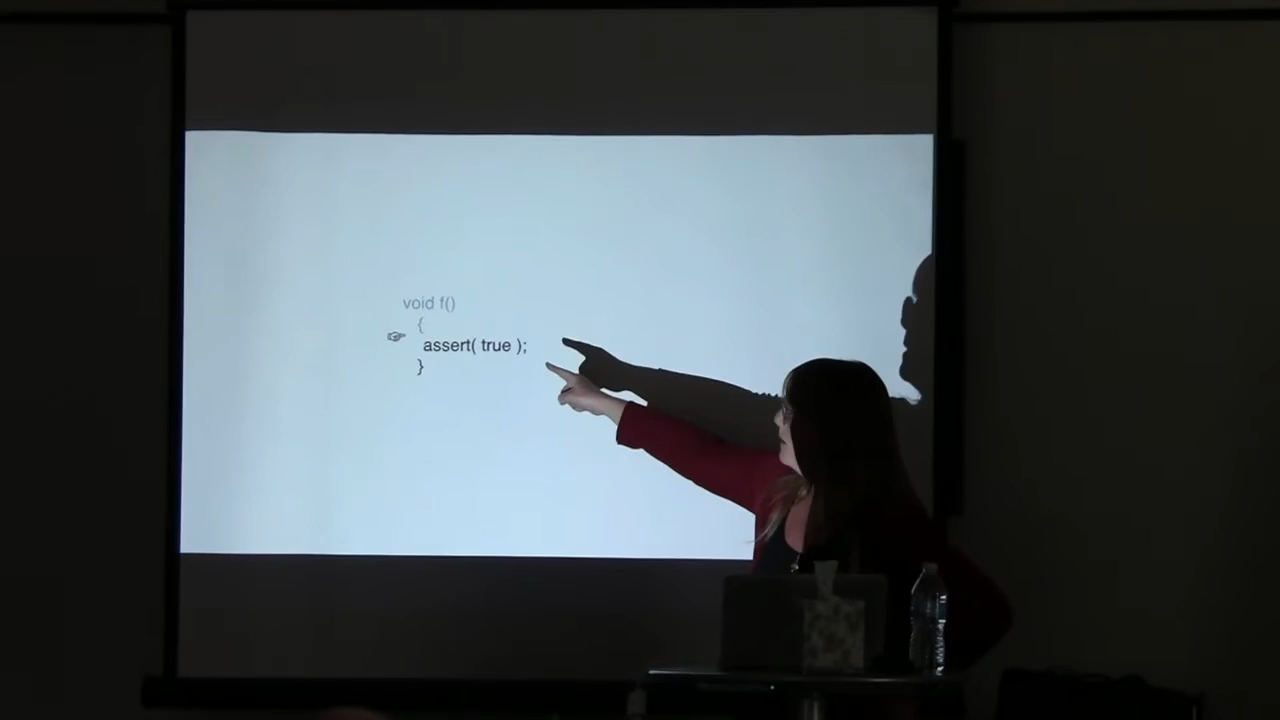 void f()
{
☞ assert( true );
}